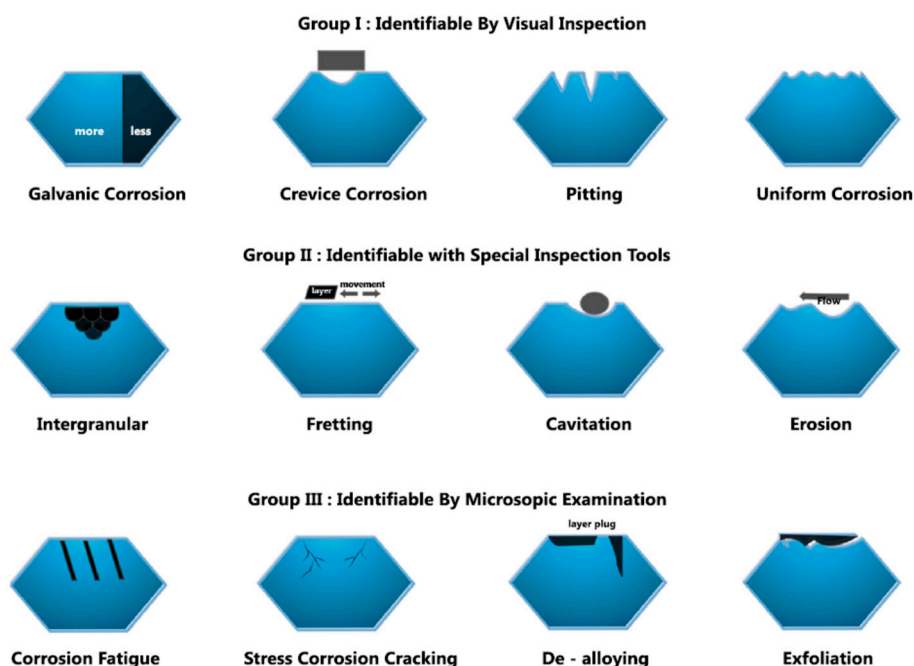 Group I : Identifiable By Visual Inspection
more less
Galvanic Corrosion
Crevice Corrosion
Pitting
Uniform Corrosion
Group II : Identifiable with Special Inspection Tools
layer
movement
Flow
Intergranular
Fretting
Cavitation
Erosion
Group III : Identifiable By Microsopic Examination
layer plug
Corrosion Fatigue
Stress Corrosion Cracking
De - alloying
Exfoliation